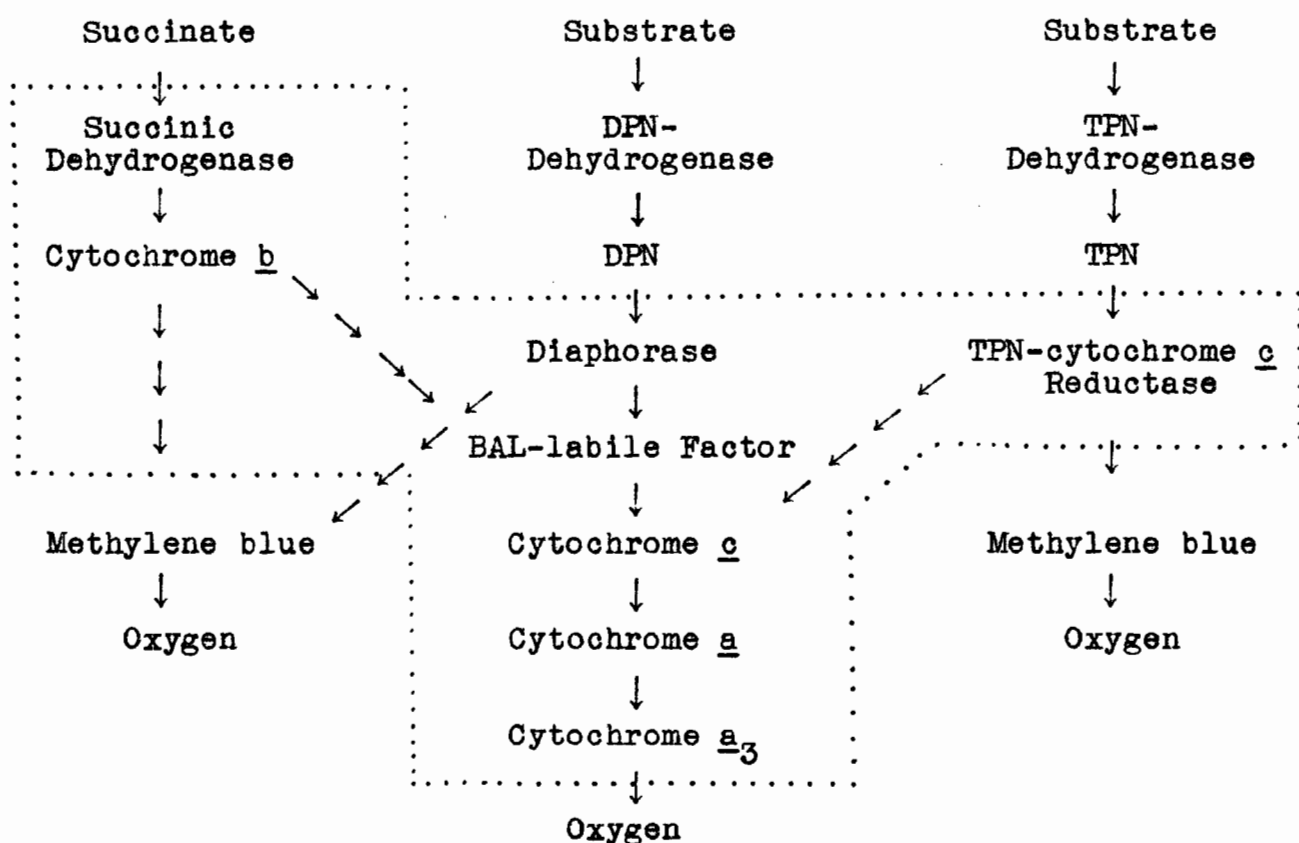 Succinate Substrate Substrate
Succinic DPN- TPN-
Dehydrogenase Dehydrogenase Dehydrogenase
Cytochrome b DPN TPN
Diaphorase TPN-cytochrome c
Reductase
BAL-labile Factor
Methylene blue Cytochrome c Methylene blue
Oxygen Cytochrome a Oxygen
Cytochrome a3
Oxygen